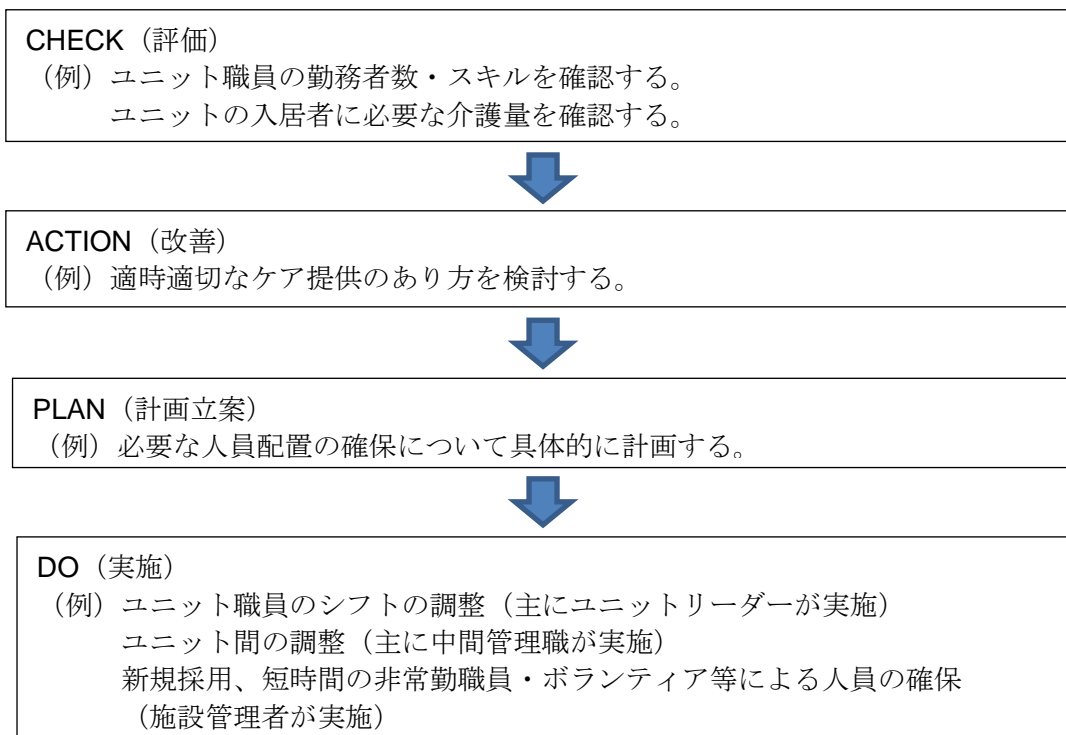 CHECK（評価）
（例）ユニット職員の勤務者数・スキルを確認する。
ユニットの入居者に必要な介護量を確認する。
ACTION（改善）
（例）適時適切なケア提供のあり方を検討する。
PLAN（計画立案）
（例）必要な人員配置の確保について具体的に計画する。
DO（実施）
（例）ユニット職員のシフトの調整（主にユニットリーダーが実施）
ユニット間の調整（主に中間管理職が実施）
新規採用、短時間の非常勤職員・ボランティア等による人員の確保
（施設管理者が実施）